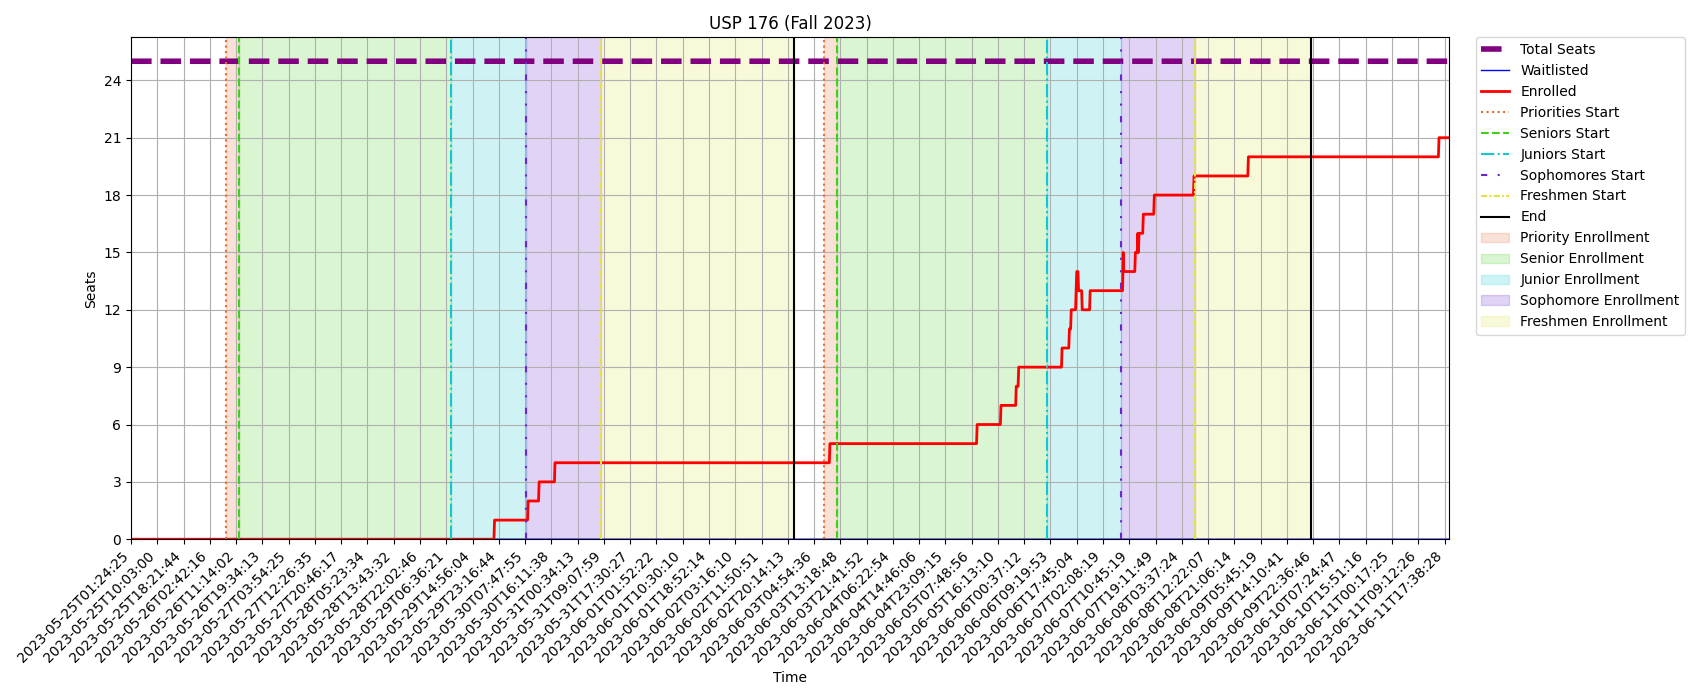 USP 176 (Fall 2023)
Total Seats
Waitlisted
Enrolled
Priorities Start
Seniors Start
Juniors Start
Sophomores Start
Freshmen Start
End
Priority Enrollment
Senior Enrollment
Junior Enrollment
Sophomore Enrollment
Freshmen Enrollment
Seats
24
21
18
15
12
9
6
3
0
2023-05-25T01:24:25
2023-05-25T10:03:00
2023-05-25T18:21:44
2023-05-26T02:42:16
2023-05-26T11:14:02
2023-05-26T19:34:13
2023-05-27T03:54:25
2023-05-27T12:26:35
2023-05-27T20:46:17
2023-05-28T05:23:34
2023-05-28T13:43:32
2023-05-28T22:02:46
2023-05-29T06:36:21
2023-05-29T14:56:04
2023-05-29T23:16:44
2023-05-30T07:47:55
2023-05-30T16:11:38
2023-05-31T00:34:13
2023-05-31T09:07:59
2023-05-31T17:30:27
2023-06-01T01:52:22
2023-06-01T10:30:10
2023-06-01T18:52:14
2023-06-02T03:16:10
2023-06-02T11:50:51
2023-06-02T20:14:13
2023-06-03T04:54:36
2023-06-03T13:18:48
2023-06-03T21:41:52
2023-06-04T06:22:54
2023-06-04T14:46:06
2023-06-04T23:09:15
2023-06-05T07:48:56
2023-06-05T16:13:10
2023-06-06T00:37:12
2023-06-06T09:19:53
2023-06-06T17:45:04
2023-06-07T02:08:19
2023-06-07T10:45:19
2023-06-07T19:11:49
2023-06-08T03:37:24
2023-06-08T12:22:07
2023-06-08T21:06:14
2023-06-09T05:45:19
2023-06-09T14:10:41
2023-06-09T22:36:46
2023-06-10T07:24:47
2023-06-10T15:51:16
2023-06-11T00:17:25
2023-06-11T09:12:26
2023-06-11T17:38:28
Time